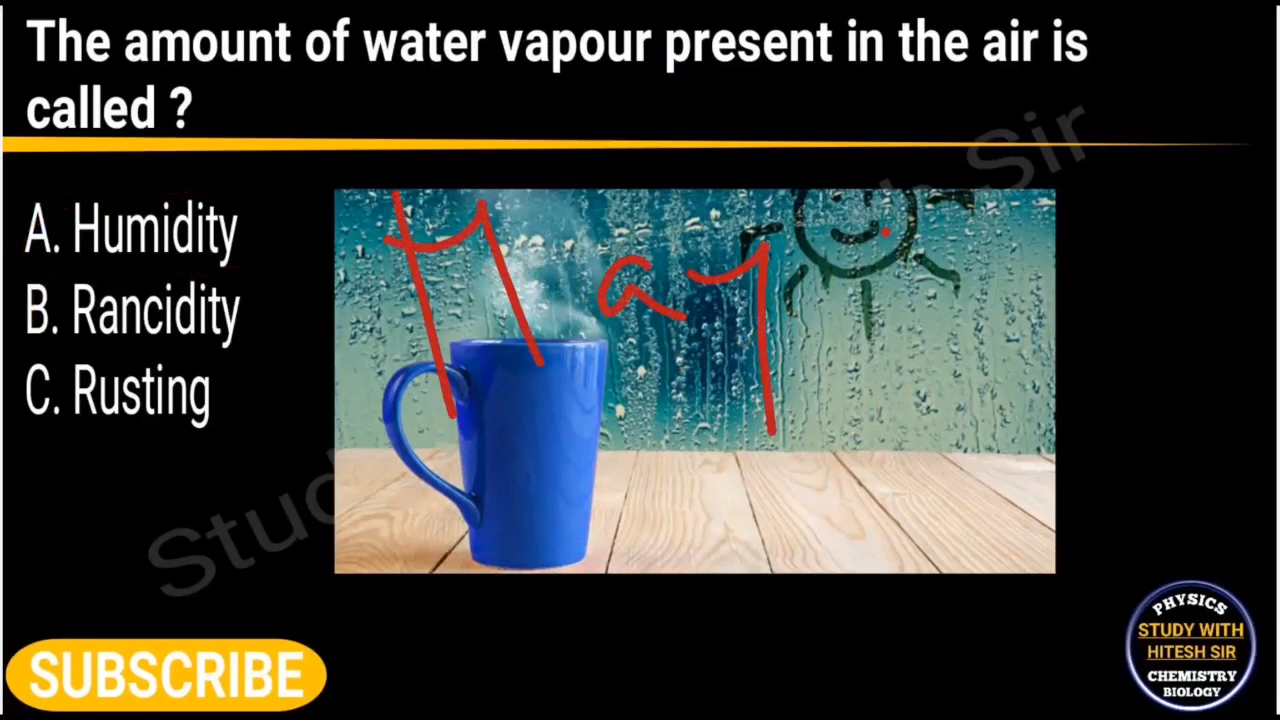 The amount of water vapour present in the air is
called ?
A. Humidity
B. Rancidity
C. Rusting
May
SUBSCRIBE
PHYSICS
STUDY WITH
HITESH SIR
CHEMISTRY
BIOLOGY